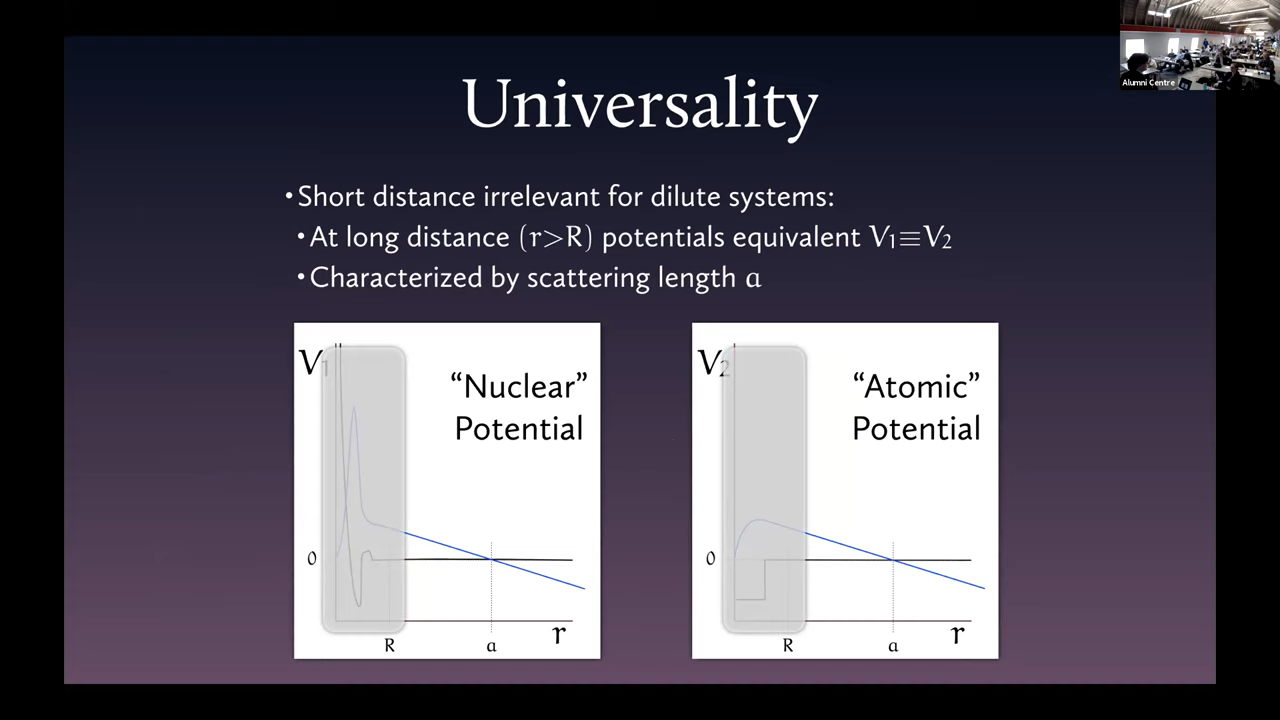 Alumni Centre
Universality
•Short distance irrelevant for dilute systems:
•At long distance (r>R) potentials equivalent V₁≡V₂
•Characterized by scattering length a
V₁
“Nuclear”
Potential
0
R
a
r
V₂
“Atomic”
Potential
0
R
a
r